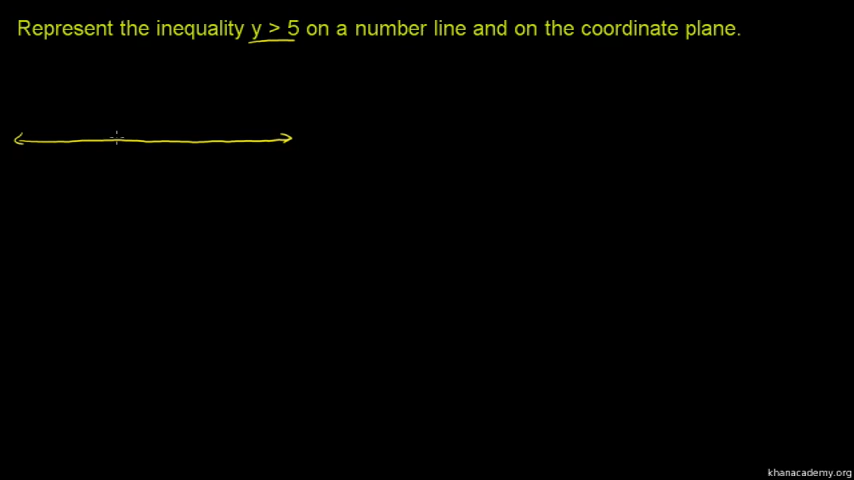 Represent the inequality y > 5 on a number line and on the coordinate plane.
khanacademy.org